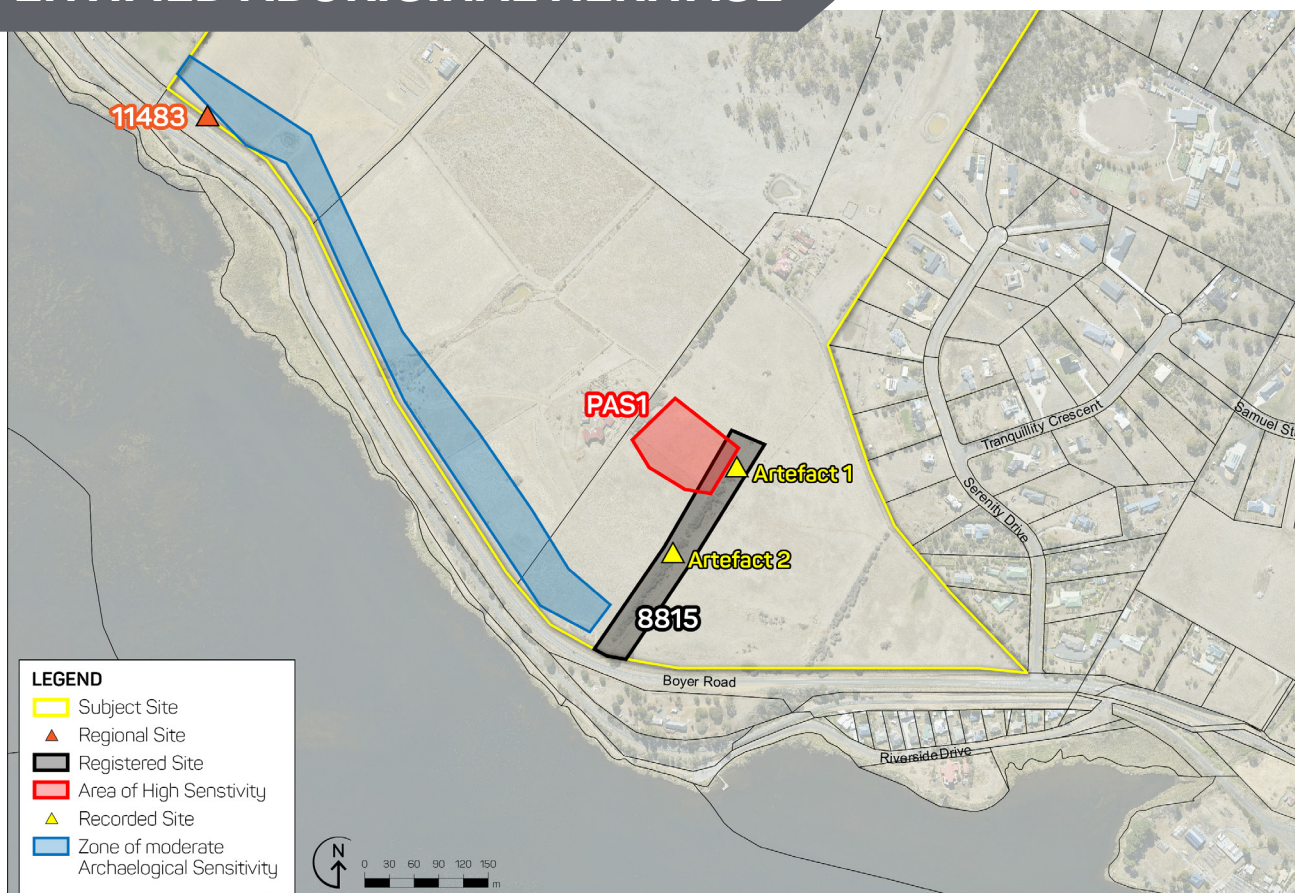 11483
PAS1
Artefact 1
Artefact 2
8815
Tranquillity Crescent
Samuel St
Serenity Drive
Boyer Road
Riverside Drive
LEGEND
Subject Site
Regional Site
Registered Site
Area of High Senstivity
Recorded Site
Zone of moderate
Archaelogical Sensitivity
N
0 30 60 90 120 150
m